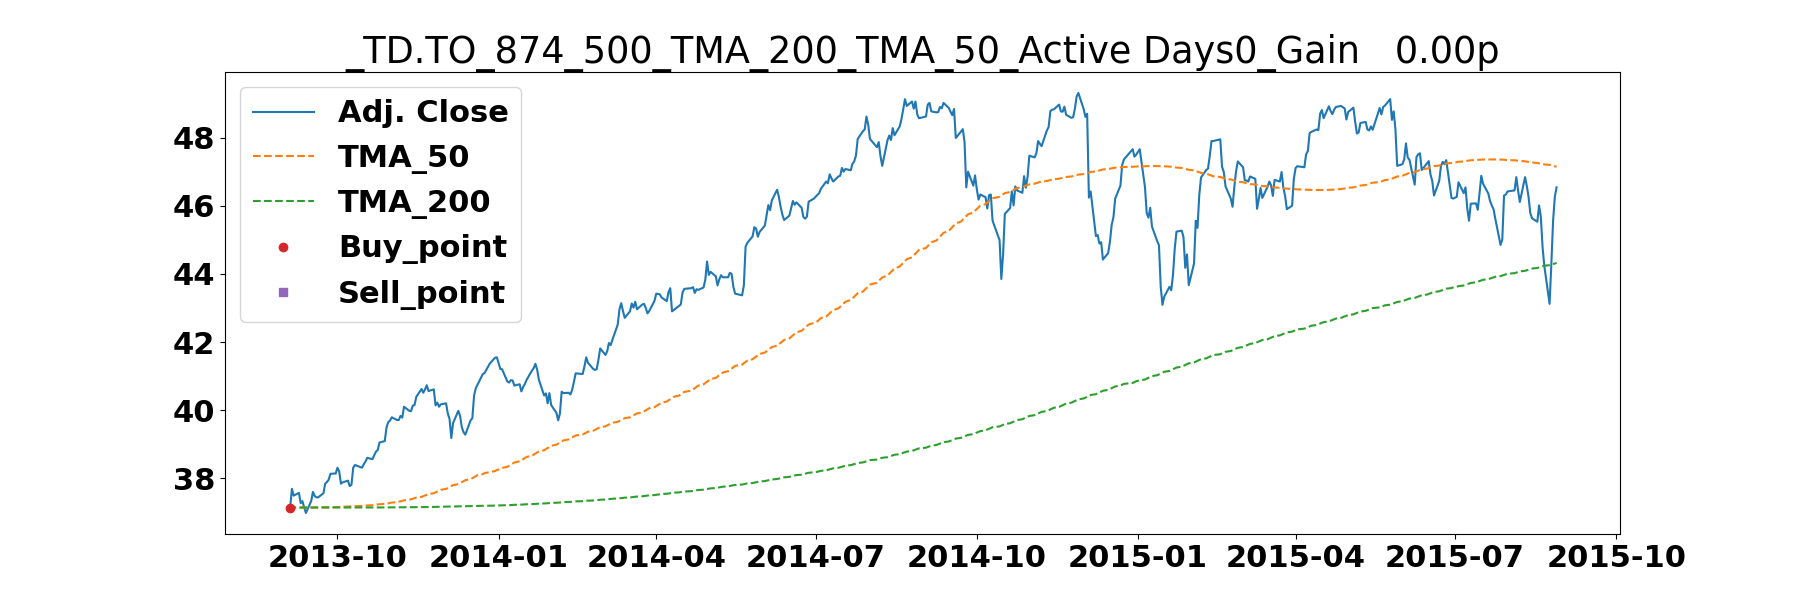 _TD.TO_874_500_TMA_200_TMA_50_Active Days0_Gain   0.00p
Adj. Close
TMA_50
TMA_200
Buy_point
Sell_point
48
46
44
42
40
38
2013-10 2014-01 2014-04 2014-07 2014-10 2015-01 2015-04 2015-07 2015-10